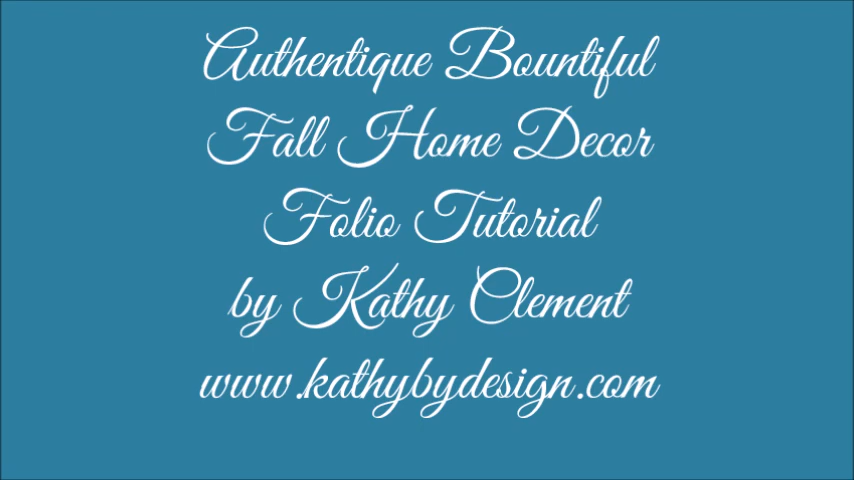 Authentique Bountiful
Fall Home Decor
Folio Tutorial
by Kathy Clement
www.kathybydesign.com